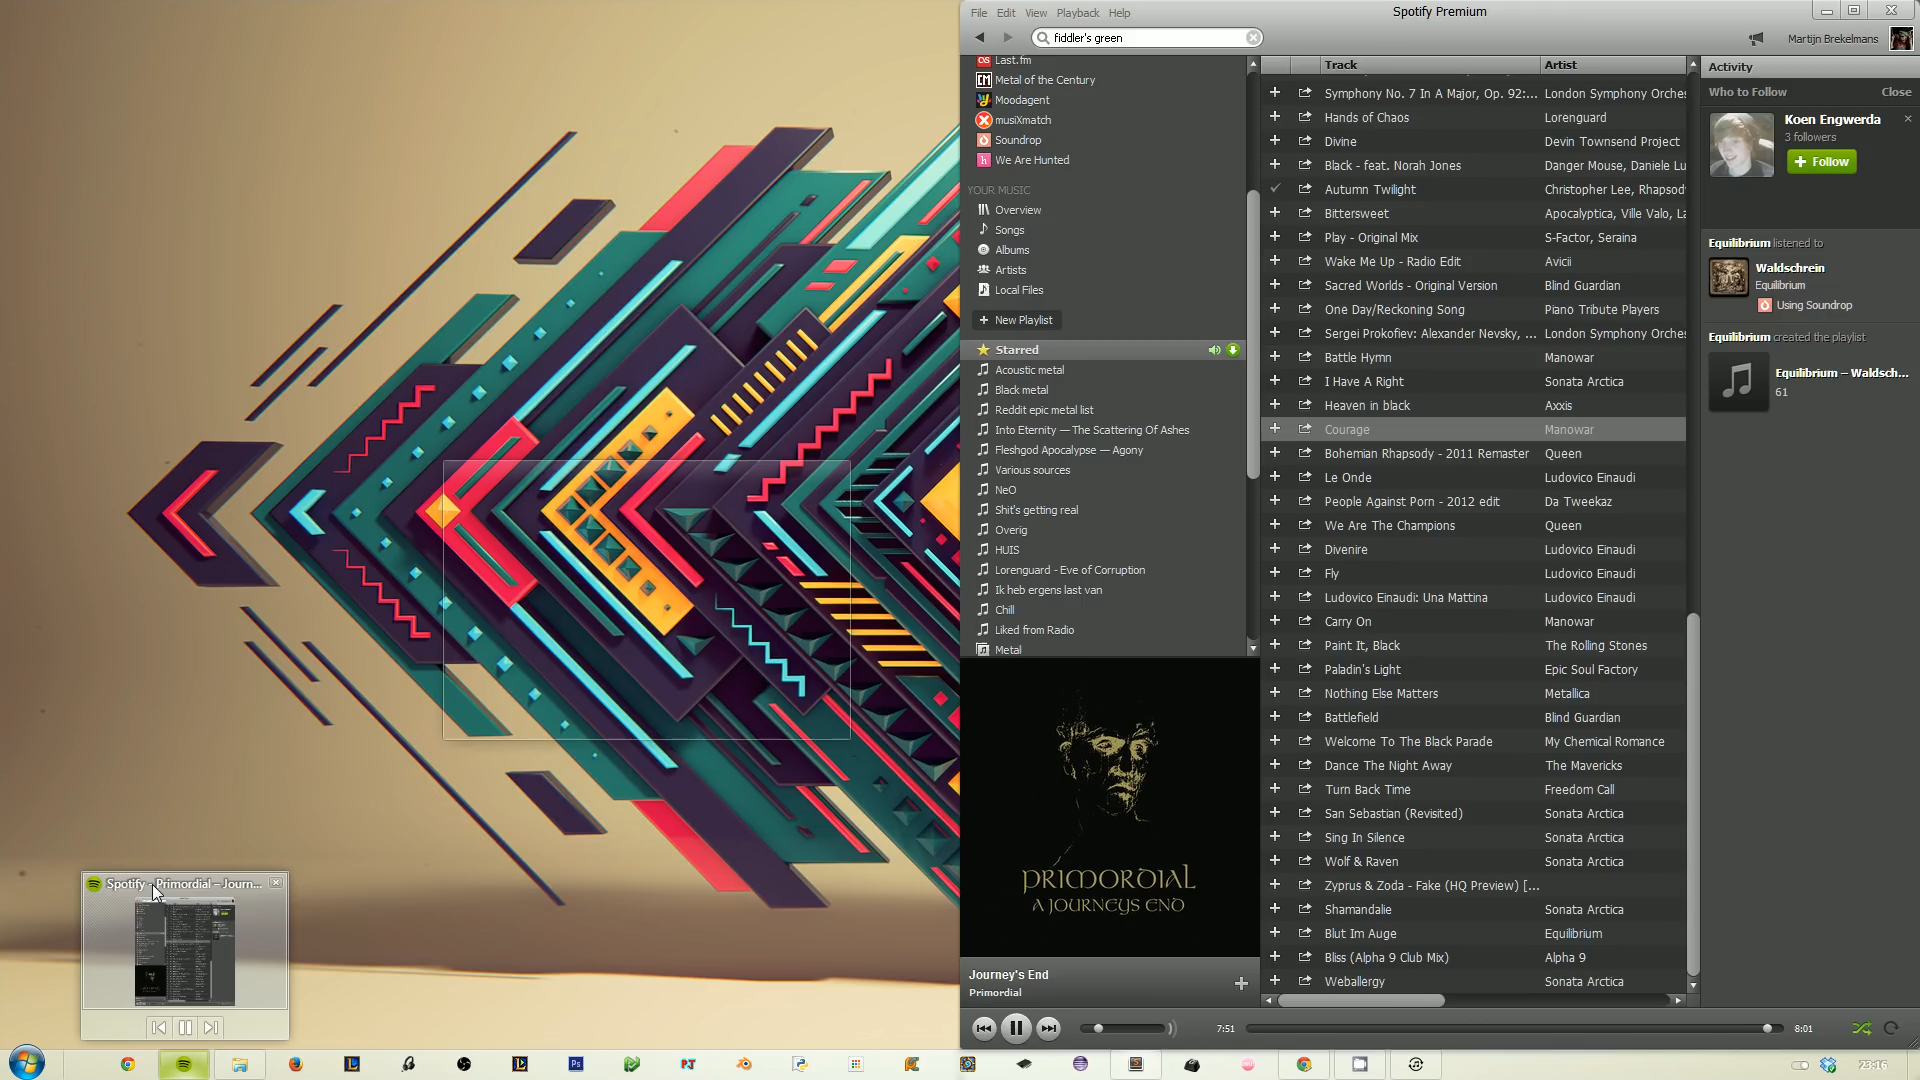 File Edit View Playback Help
Spotify Premium
fiddler's green
Martijn Brekelmans
Last.fm
Metal of the Century
Moodagent
musiXmatch
Soundrop
We Are Hunted
YOUR MUSIC
Overview
Songs
Albums
Artists
Local Files
New Playlist
Starred
Acoustic metal
Black metal
Reddit epic metal list
Into Eternity — The Scattering Of Ashes
Fleshgod Apocalypse — Agony
Various sources
NeO
Shit's getting real
Overig
HUIS
Lorenguard - Eve of Corruption
Ik heb ergens last van
Chill
Liked from Radio
Metal
PRIMORDIAL
A JOURNEYS END
Journey's End
Primordial
Track Artist
Symphony No. 7 In A Major, Op. 92:... London Symphony Orches
Hands of Chaos Lorenguard
Divine Devin Townsend Project
Black - feat. Norah Jones Danger Mouse, Daniele Lu
Autumn Twilight Christopher Lee, Rhapsody
Bittersweet Apocalyptica, Ville Valo, La
Play - Original Mix S-Factor, Seraina
Wake Me Up - Radio Edit Avicii
Sacred Worlds - Original Version Blind Guardian
One Day/Reckoning Song Piano Tribute Players
Sergei Prokofiev: Alexander Nevsky, ... London Symphony Orches
Battle Hymn Manowar
I Have A Right Sonata Arctica
Heaven in black Axxis
Courage Manowar
Bohemian Rhapsody - 2011 Remaster Queen
Le Onde Ludovico Einaudi
People Against Porn - 2012 edit Da Tweekaz
We Are The Champions Queen
Divenire Ludovico Einaudi
Fly Ludovico Einaudi
Ludovico Einaudi: Una Mattina Ludovico Einaudi
Carry On Manowar
Paint It, Black The Rolling Stones
Paladin's Light Epic Soul Factory
Nothing Else Matters Metallica
Battlefield Blind Guardian
Welcome To The Black Parade My Chemical Romance
Dance The Night Away The Mavericks
Turn Back Time Freedom Call
San Sebastian (Revisited) Sonata Arctica
Sing In Silence Sonata Arctica
Wolf & Raven Sonata Arctica
Zyprus & Zoda - Fake (HQ Preview) [...
Shamandalie Sonata Arctica
Blut Im Auge Equilibrium
Bliss (Alpha 9 Club Mix) Alpha 9
Weballergy Sonata Arctica
Activity
Who to Follow Close
Koen Engwerda
3 followers
Follow
Equilibrium listened to
Waldschrein
Equilibrium
Using Soundrop
Equilibrium created the playlist
Equilibrium – Waldsch...
61
7:51 8:01
Spotify - Primordial – Journ...
23:16